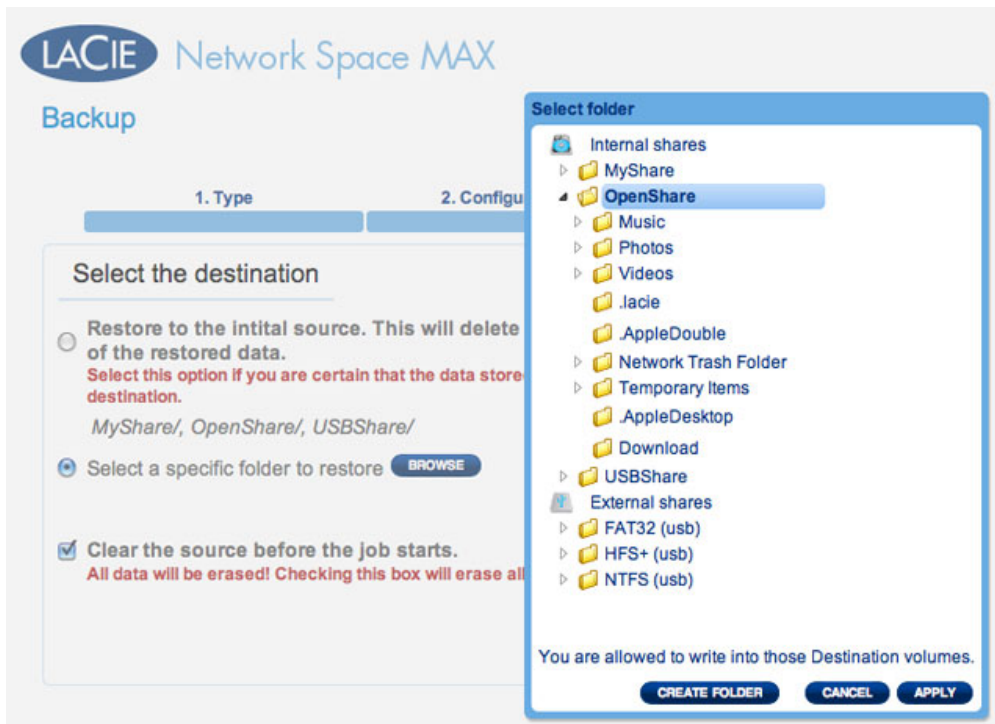 LACIE Network Space MAX
Backup
1. Type
2. Configu
Select the destination
Restore to the intital source. This will delete
of the restored data.
Select this option if you are certain that the data store
destination.
MyShare/, OpenShare/, USBShare/
Select a specific folder to restore BROWSE
Clear the source before the job starts.
All data will be erased! Checking this box will erase all
Select folder
Internal shares
MyShare
OpenShare
Music
Photos
Videos
.lacie
.AppleDouble
Network Trash Folder
Temporary Items
.AppleDesktop
Download
USBShare
External shares
FAT32 (usb)
HFS+ (usb)
NTFS (usb)
You are allowed to write into those Destination volumes.
CREATE FOLDER CANCEL APPLY